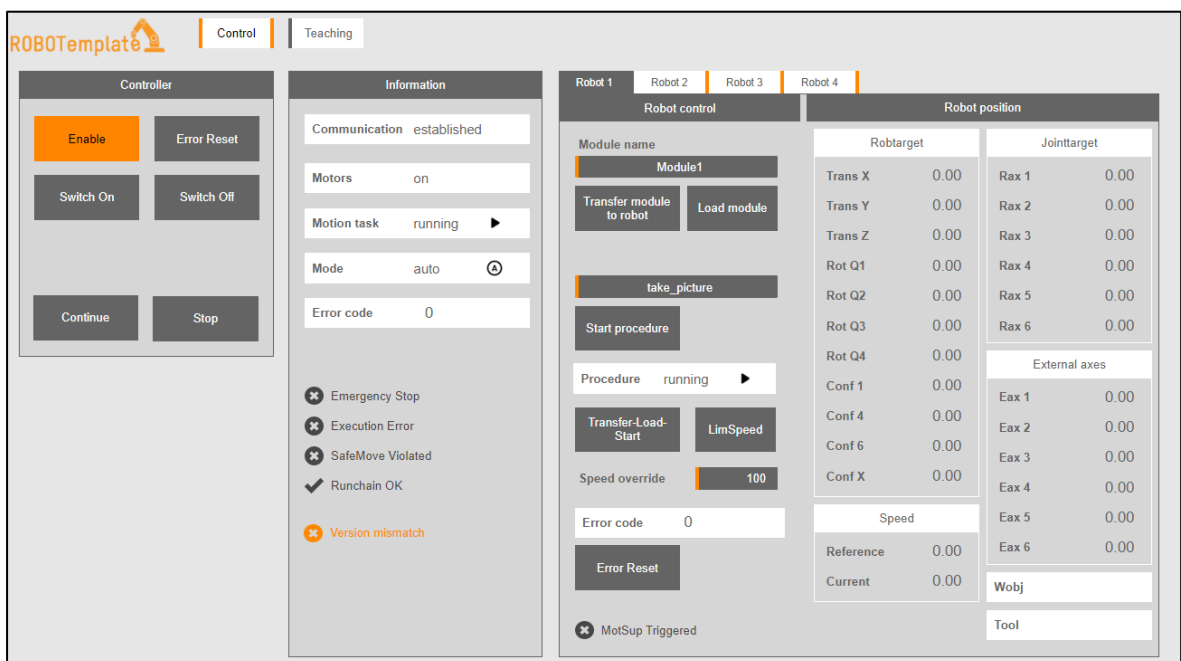 ROBOTemplate
Control
Teaching
Controller
Enable
Error Reset
Switch On
Switch Off
Continue
Stop
Information
Communication established
Motors on
Motion task running
Mode auto A
Error code 0
Emergency Stop
Execution Error
SafeMove Violated
Runchain OK
Version mismatch
Robot 1
Robot 2
Robot 3
Robot 4
Robot control
Module name
Module1
Transfer module
to robot
Load module
take_picture
Start procedure
Procedure running
Transfer-Load-
Start
LimSpeed
Speed override 100
Error code 0
Error Reset
MotSup Triggered
Robot position
Robtarget
Trans X 0.00
Trans Y 0.00
Trans Z 0.00
Rot Q1 0.00
Rot Q2 0.00
Rot Q3 0.00
Rot Q4 0.00
Conf 1 0.00
Conf 4 0.00
Conf 6 0.00
Conf X 0.00
Speed
Reference 0.00
Current 0.00
Jointtarget
Rax 1 0.00
Rax 2 0.00
Rax 3 0.00
Rax 4 0.00
Rax 5 0.00
Rax 6 0.00
External axes
Eax 1 0.00
Eax 2 0.00
Eax 3 0.00
Eax 4 0.00
Eax 5 0.00
Eax 6 0.00
Wobj
Tool